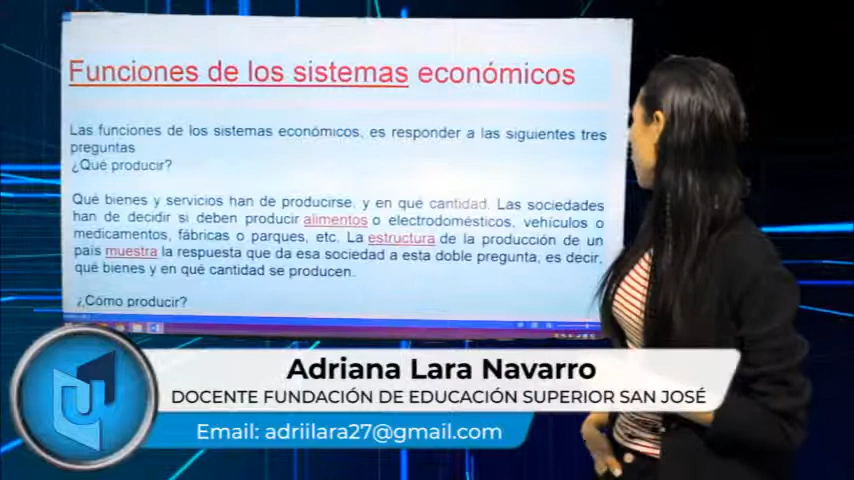 Funciones de los sistemas económicos
Las funciones de los sistemas económicos, es responder a las siguientes tres
preguntas
¿Qué producir?
Qué bienes y servicios han de producirse, y en qué cantidad. Las sociedades
han de decidir si deben producir alimentos o electrodomésticos, vehículos o
medicamentos, fábricas o parques, etc. La estructura de la producción de un
país muestra la respuesta que da esa sociedad a esta doble pregunta, es decir,
qué bienes y en qué cantidad se producen.
¿Cómo producir?
Adriana Lara Navarro
DOCENTE FUNDACIÓN DE EDUCACIÓN SUPERIOR SAN JOSÉ
Email: adriilara27@gmail.com